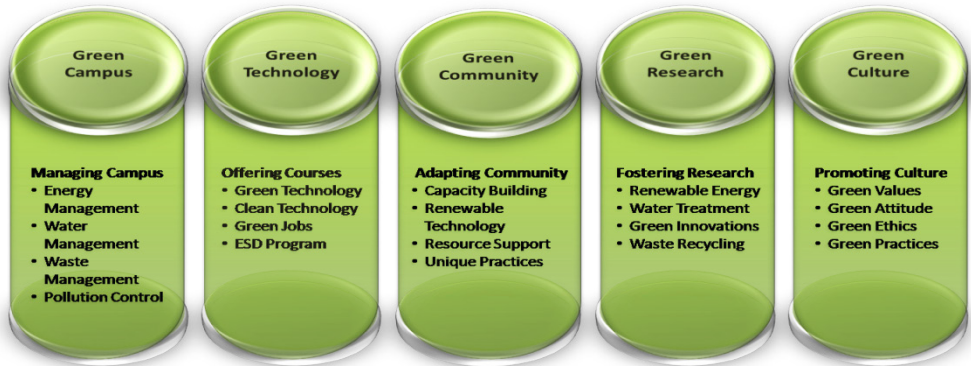 Green
Campus
Managing Campus
• Energy
Management
• Water
Management
• Waste
Management
• Pollution Control
Green
Technology
Offering Courses
• Green Technology
• Clean Technology
• Green Jobs
• ESD Program
Green
Community
Adapting Community
• Capacity Building
• Renewable
Technology
• Resource Support
• Unique Practices
Green
Research
Fostering Research
• Renewable Energy
• Water Treatment
• Green Innovations
• Waste Recycling
Green
Culture
Promoting Culture
• Green Values
• Green Attitude
• Green Ethics
• Green Practices